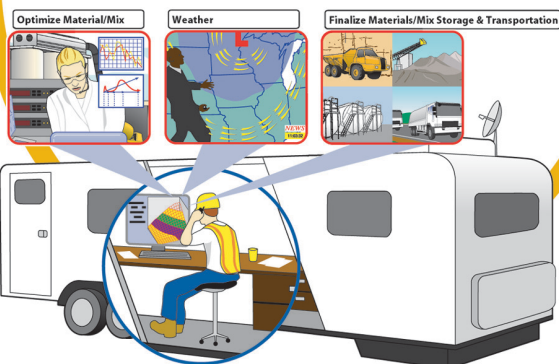 Optimize Material/Mix
Weather
Finalize Materials/Mix Storage & Transportation
L
NEWS